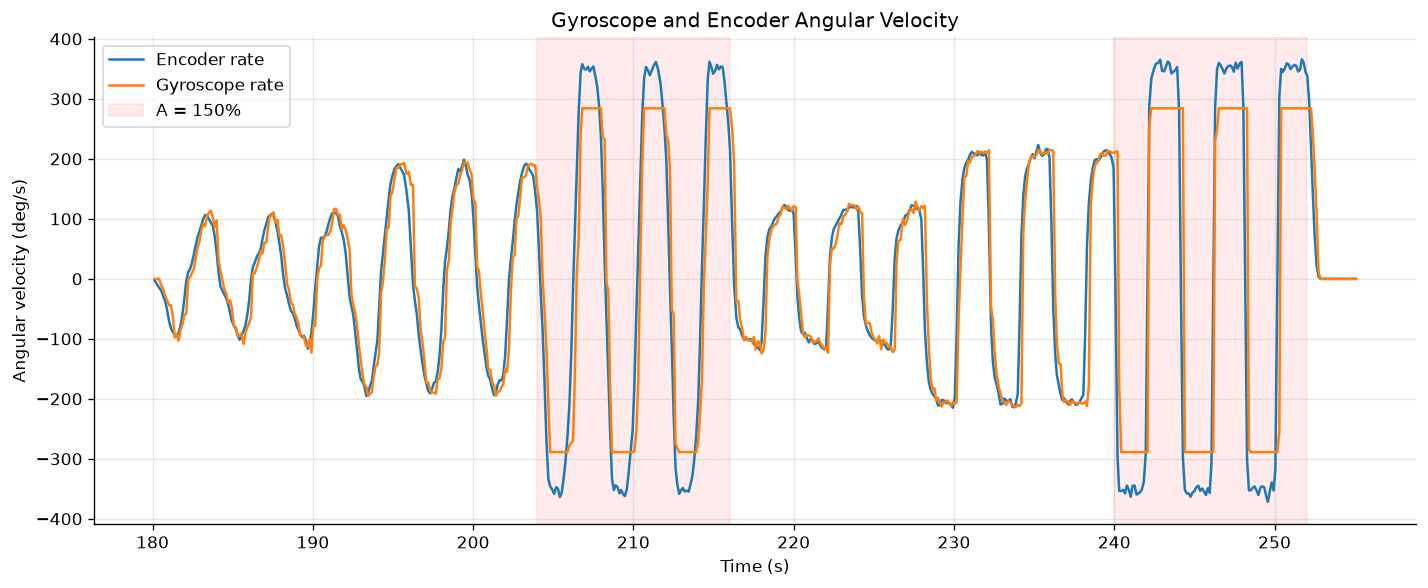 Gyroscope and Encoder Angular Velocity
Encoder rate
Gyroscope rate
A = 150%
Angular velocity (deg/s)
400
300
200
100
0
−100
−200
−300
−400
180
190
200
210
220
230
240
250
Time (s)